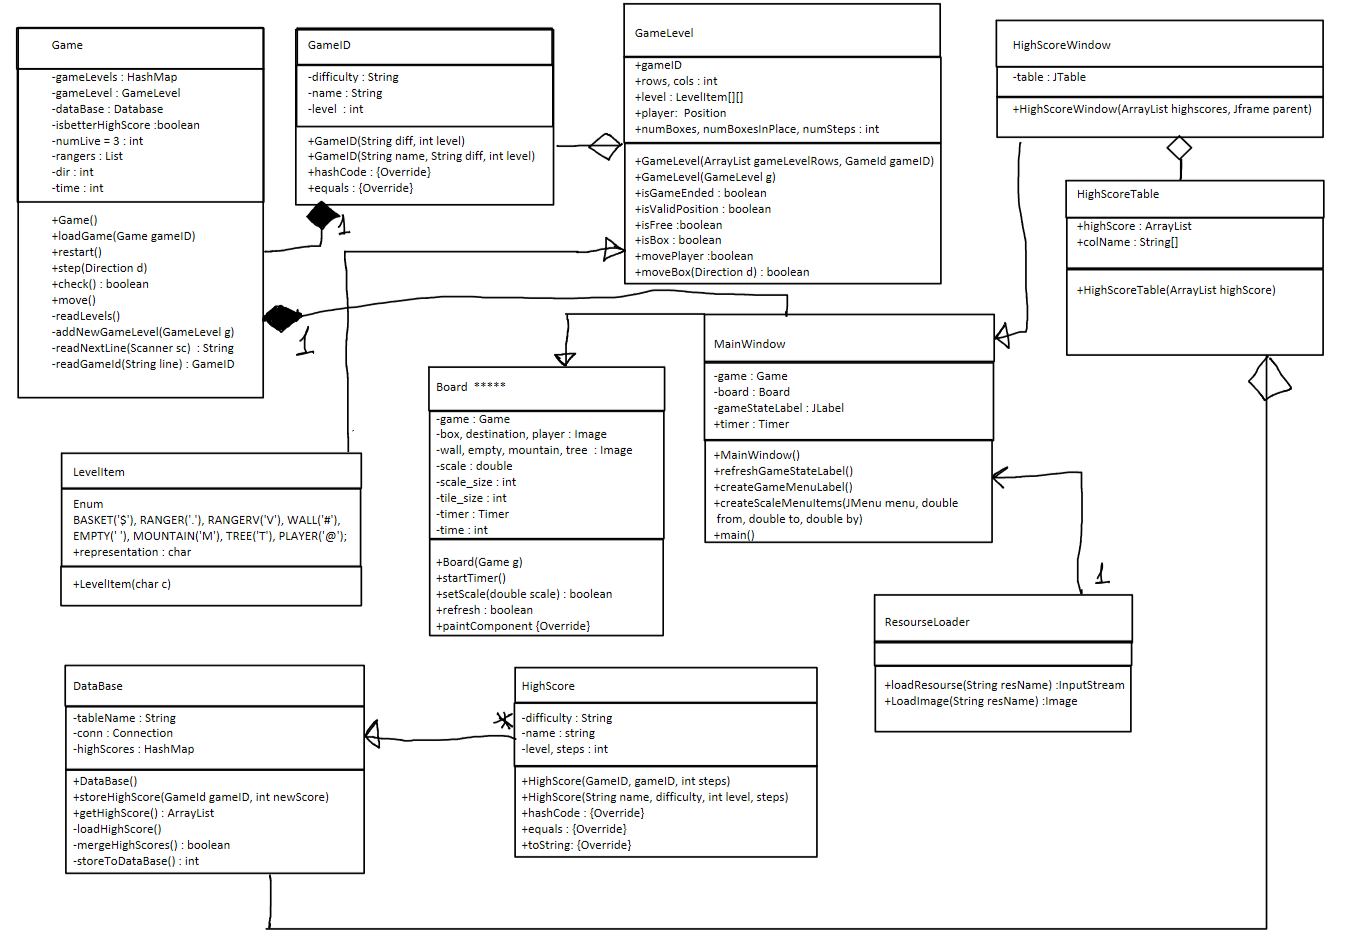 Game
-gameLevels : HashMap
-gameLevel : GameLevel
-dataBase : Database
-isbetterHighScore :boolean
-numLive = 3 : int
-rangers : List
-dir : int
-time : int
+Game()
+loadGame(Game gameID)
+restart()
+step(Direction d)
+check() : boolean
+move()
-readLevels()
-addNewGameLevel(GameLevel g)
-readNextLine(Scanner sc)  : String
-readGameId(String line) : GameID
GameID
-difficulty : String
-name : String
-level  : int
+GameID(String diff, int level)
+GameID(String name, String diff, int level)
+hashCode : {Override}
+equals : {Override}
1
1
GameLevel
+gameID
+rows, cols : int
+level : LevelItem[][]
+player:  Position
+numBoxes, numBoxesInPlace, numSteps : int
+GameLevel(ArrayList gameLevelRows, GameId gameID)
+GameLevel(GameLevel g)
+isGameEnded : boolean
+isValidPosition : boolean
+isFree :boolean
+isBox : boolean
+movePlayer :boolean
+moveBox(Direction d) : boolean
HighScoreWindow
-table : JTable
+HighScoreWindow(ArrayList highscores, Jframe parent)
HighScoreTable
+highScore : ArrayList
+colName : String[]
+HighScoreTable(ArrayList highScore)
MainWindow
-game : Game
-board : Board
-gameStateLabel : JLabel
+timer : Timer
+MainWindow()
+refreshGameStateLabel()
+createGameMenuLabel()
+createScaleMenuItems(JMenu menu, double
from, double to, double by)
+main()
Board  *****
-game : Game
-box, destination, player : Image
-wall, empty, mountain, tree  : Image
-scale : double
-scale_size : int
-tile_size : int
-timer : Timer
-time : int
+Board(Game g)
+startTimer()
+setScale(double scale) : boolean
+refresh : boolean
+paintComponent {Override}
LevelItem
Enum
BASKET('$'), RANGER('.'), RANGERV('V'), WALL('#'),
EMPTY(' '), MOUNTAIN('M'), TREE('T'), PLAYER('@');
+representation : char
+LevelItem(char c)
1
ResourseLoader
+loadResourse(String resName) :InputStream
+LoadImage(String resName) :Image
DataBase
-tableName : String
-conn : Connection
-highScores : HashMap
+DataBase()
+storeHighScore(GameId gameID, int newScore)
+getHighScore() : ArrayList
-loadHighScore()
-mergeHighScores() : boolean
-storeToDataBase() : int
*
HighScore
-difficulty : String
-name : string
-level, steps : int
+HighScore(GameID, gameID, int steps)
+HighScore(String name, difficulty, int level, steps)
+hashCode : {Override}
+equals : {Override}
+toString: {Override}